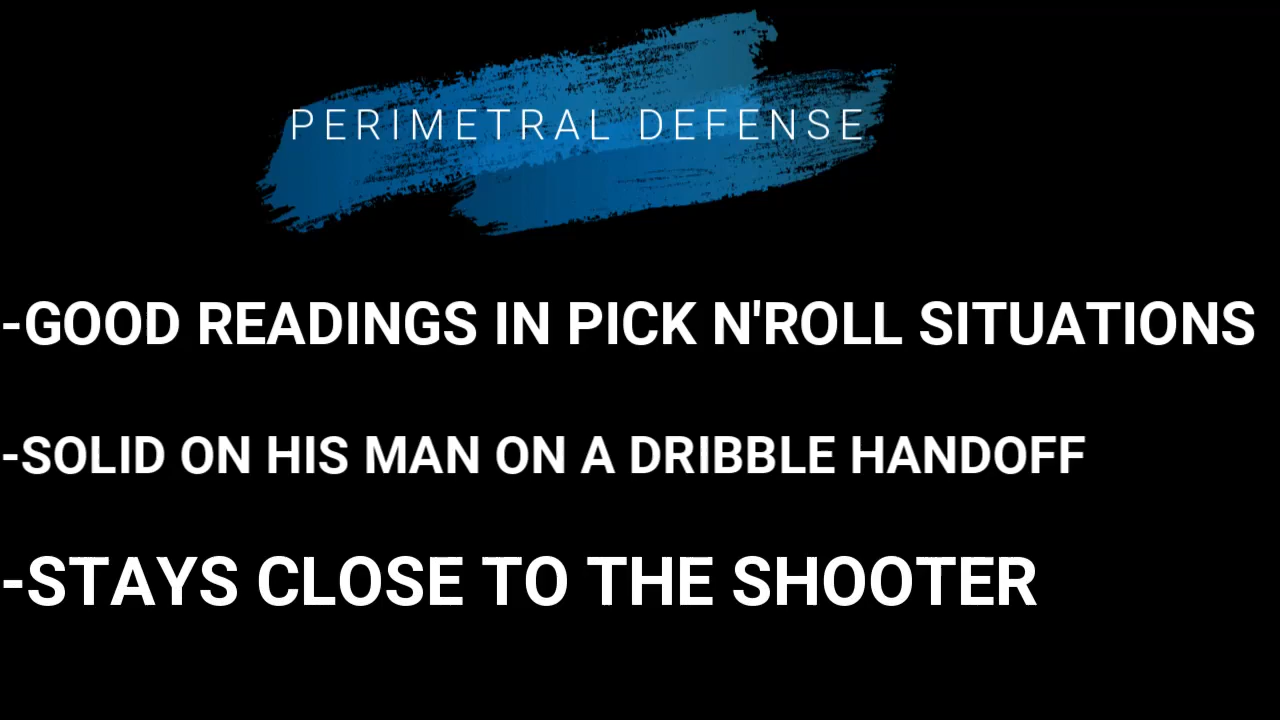 PERIMETRAL DEFENSE
-GOOD READINGS IN PICK N'ROLL SITUATIONS
-SOLID ON HIS MAN ON A DRIBBLE HANDOFF
-STAYS CLOSE TO THE SHOOTER